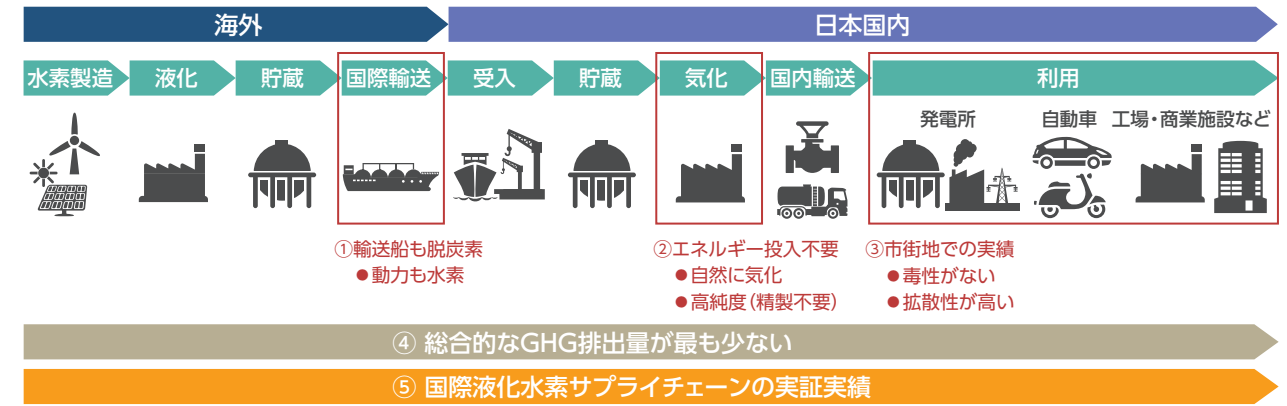 海外
日本国内
水素製造
液化
貯蔵
国際輸送
受入
貯蔵
気化
国内輸送
利用
発電所
自動車
工場・商業施設など
①輸送船も脱炭素
●動力も水素
②エネルギー投入不要
●自然に気化
●高純度（精製不要）
③市街地での実績
●毒性がない
●拡散性が高い
④ 総合的なGHG排出量が最も少ない
⑤ 国際液化水素サプライチェーンの実証実績